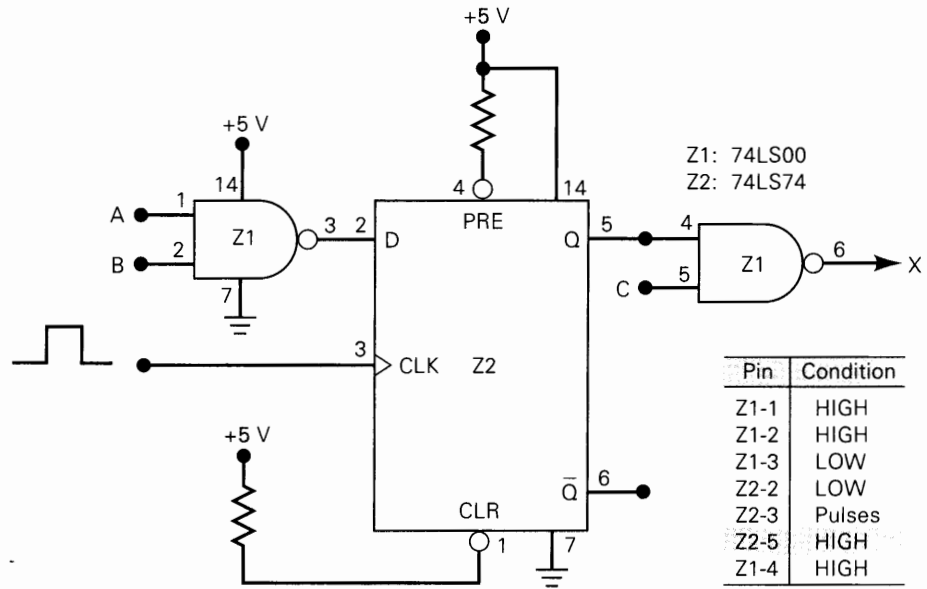 +5 V
+5 V
Z1: 74LS00
Z2: 74LS74
14
4
14
A
1
Z1
3
2
D
PRE
Q
5
4
Z1
6
X
B
2
7
C
5
3
CLK
Z2
Pin Condition
Z1-1 HIGH
Z1-2 HIGH
Z1-3 LOW
Z2-2 LOW
Z2-3 Pulses
Z2-5 HIGH
Z1-4 HIGH
+5 V
Q̅
6
CLR
1
7